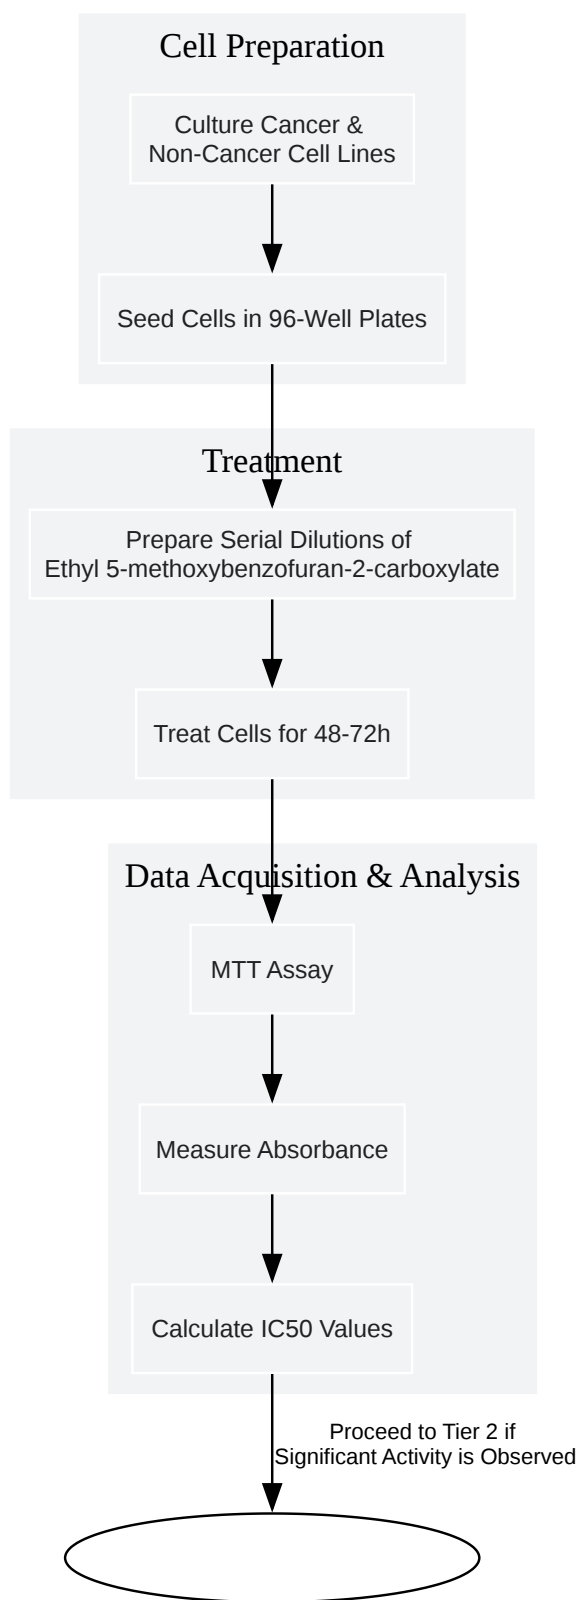 Cell Preparation
Culture Cancer &
Non-Cancer Cell Lines
Seed Cells in 96-Well Plates
Treatment
Prepare Serial Dilutions of
Ethyl 5-methoxybenzofuran-2-carboxylate
Treat Cells for 48-72h
Data Acquisition & Analysis
MTT Assay
Measure Absorbance
Calculate IC50 Values
Proceed to Tier 2 if
Significant Activity is Observed